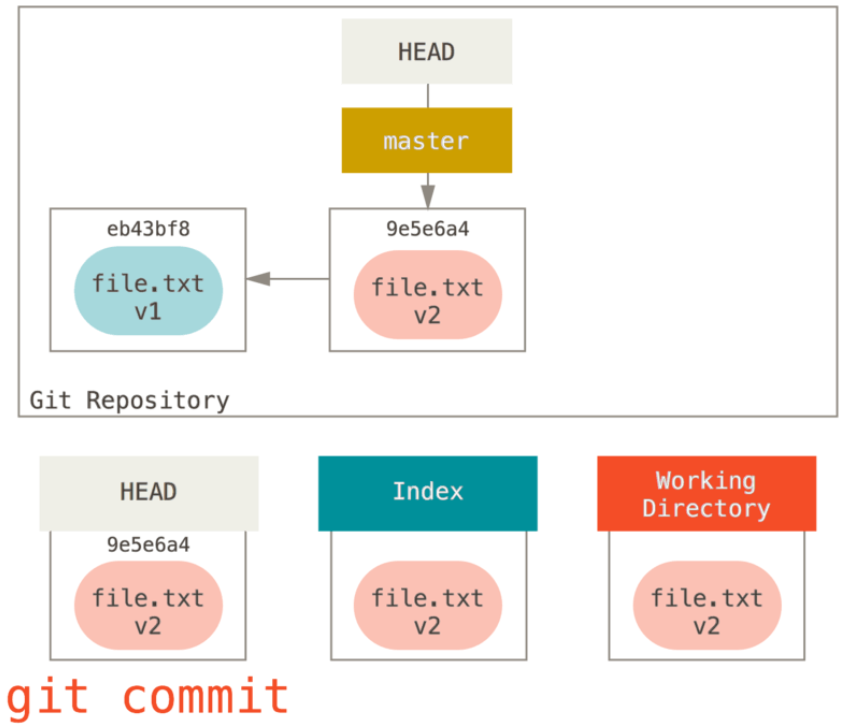 HEAD
master
eb43bf8
9e5e6a4
file.txt
v1
file.txt
v2
Git Repository
HEAD
Index
Working
Directory
9e5e6a4
file.txt
v2
file.txt
v2
file.txt
v2
git commit